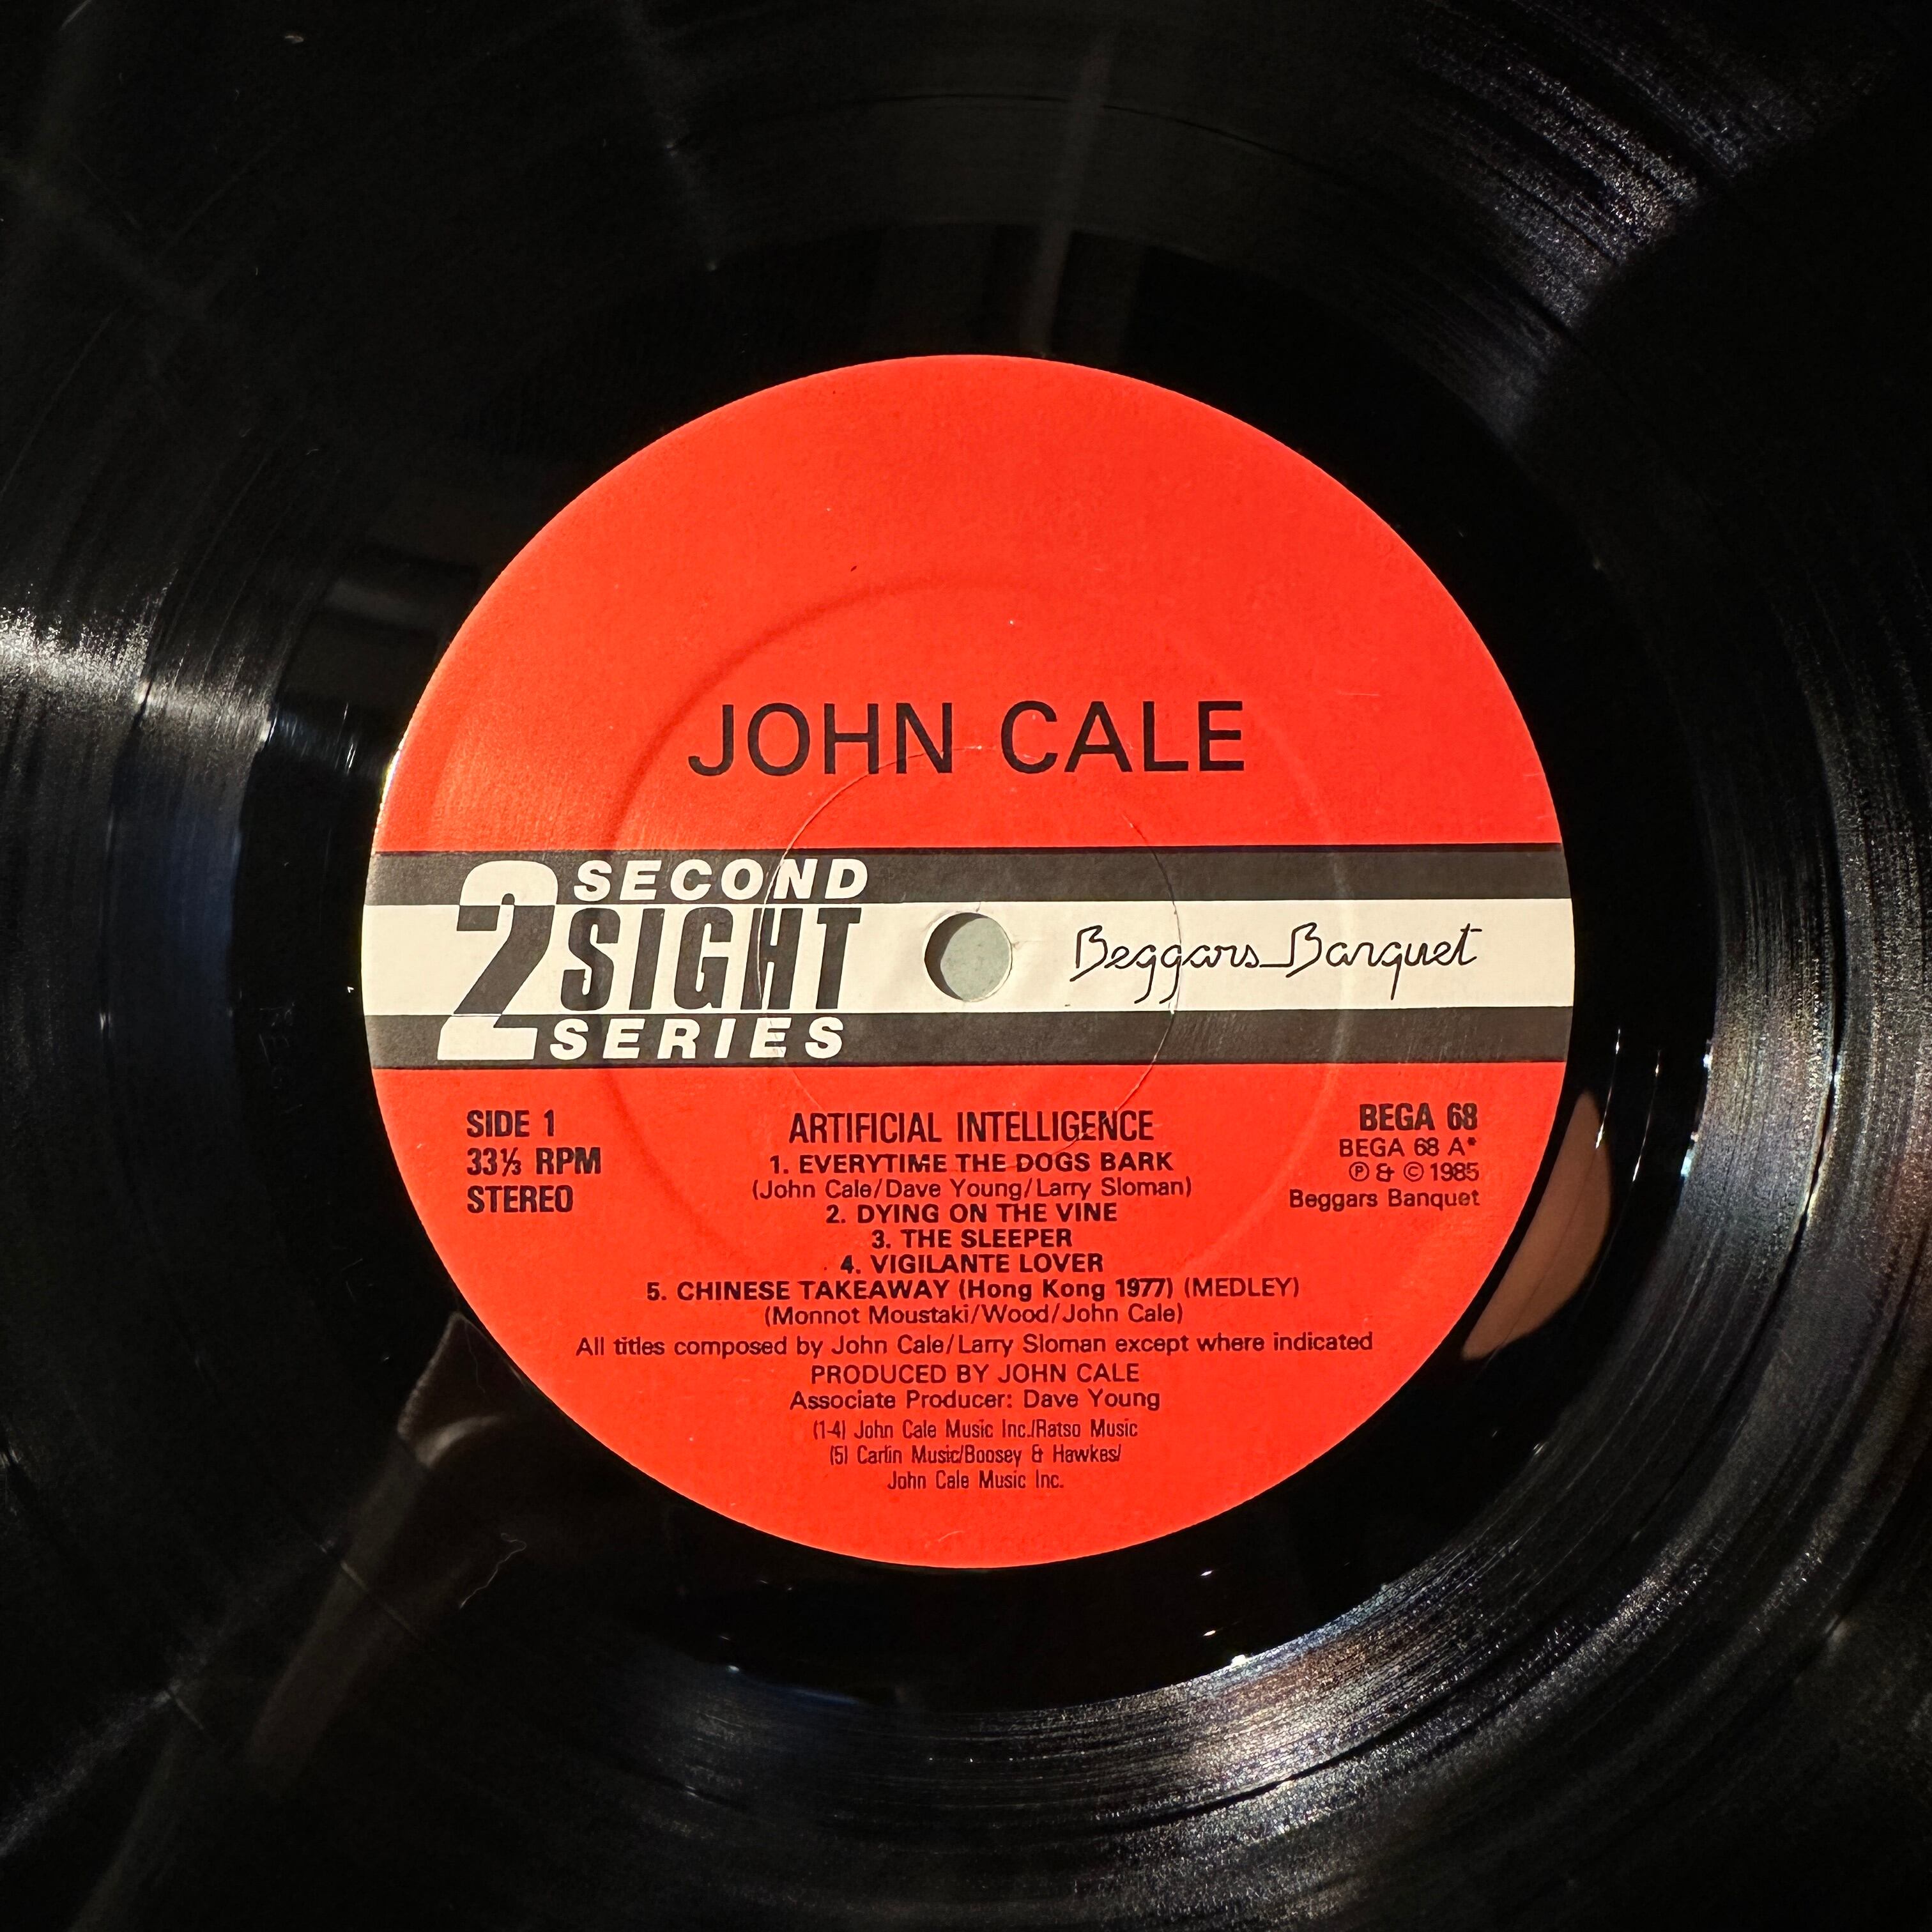 JOHN CALE
2 SECOND
SIGHT
SERIES
Beggars Banquet
SIDE 1
33⅓ RPM
STEREO
ARTIFICIAL INTELLIGENCE
1. EVERYTIME THE DOGS BARK
(John Cale/Dave Young/Larry Sloman)
2. DYING ON THE VINE
3. THE SLEEPER
4. VIGILANTE LOVER
5. CHINESE TAKEAWAY (Hong Kong 1977) (MEDLEY)
(Monnot Moustaki/Wood/John Cale)
All titles composed by John Cale/Larry Sloman except where indicated
PRODUCED BY JOHN CALE
Associate Producer: Dave Young
(1-4) John Cale Music Inc./Ratso Music
(5) Carlin Music/Boosey & Hawkes/
John Cale Music Inc.
BEGA 68
BEGA 68 A*
℗ & © 1985
Beggars Banquet